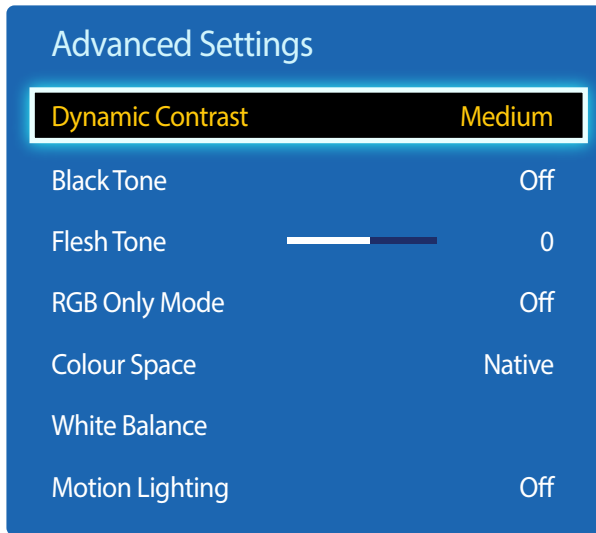 Advanced Settings
Dynamic Contrast Medium
Black Tone Off
Flesh Tone 0
RGB Only Mode Off
Colour Space Native
White Balance
Motion Lighting Off